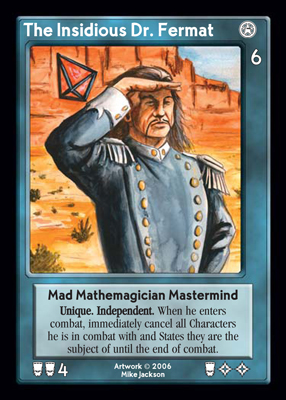 The Insidious Dr. Fermat
6
Mad Mathemagician Mastermind
Unique. Independent. When he enters
combat, immediately cancel all Characters
he is in combat with and States they are the
subject of until the end of combat.
4
Artwork © 2006
Mike Jackson